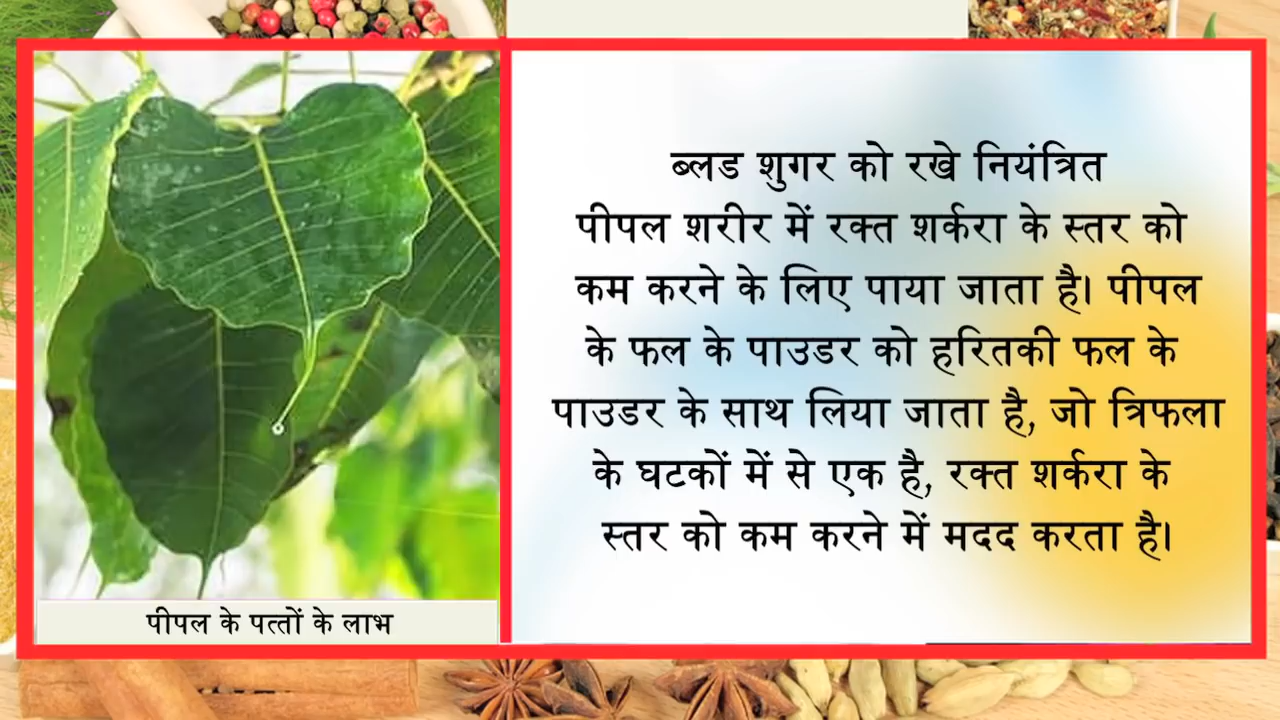 ब्लड शुगर को रखे नियंत्रित
पीपल शरीर में रक्त शर्करा के स्तर को
कम करने के लिए पाया जाता है। पीपल
के फल के पाउडर को हरितकी फल के
पाउडर के साथ लिया जाता है, जो त्रिफला
के घटकों में से एक है, रक्त शर्करा के
स्तर को कम करने में मदद करता है।
पीपल के पत्तों के लाभ